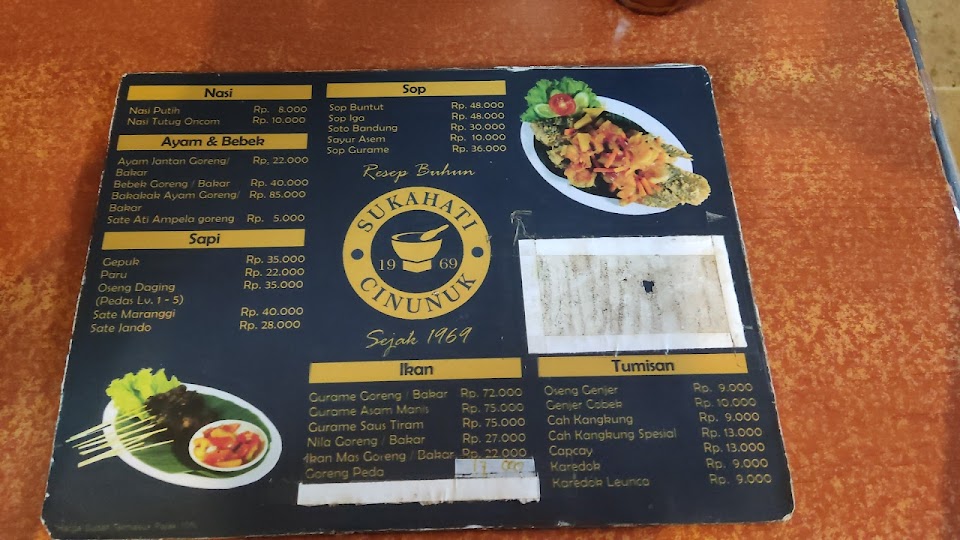 Nasi
Nasi Putih Rp. 8.000
Nasi Tutug Oncom Rp. 10.000
Ayam & Bebek
Ayam Jantan Goreng/ Rp. 22.000
Bakar
Bebek Goreng / Bakar Rp. 40.000
Bakakak Ayam Goreng/ Rp. 85.000
Bakar
Sate Ati Ampela goreng Rp. 5.000
Sapi
Gepuk Rp. 35.000
Paru Rp. 22.000
Oseng Daging Rp. 35.000
(Pedas Lv. 1 - 5)
Sate Maranggi Rp. 40.000
Sate Jando Rp. 28.000
Sop
Sop Buntut Rp. 48.000
Sop Iga Rp. 48.000
Soto Bandung Rp. 30.000
Sayur Asem Rp. 10.000
Sop Gurame Rp. 36.000
Resep Buhun
SUKAHATI
19 69
CINUNUK
Sejak 1969
Ikan
Gurame Goreng / Bakar Rp. 72.000
Gurame Asam Manis Rp. 75.000
Gurame Saus Tiram Rp. 75.000
Nila Goreng / Bakar Rp. 27.000
Ikan Mas Goreng / Bakar Rp. 22.000
Goreng Peda
Tumisan
Oseng Genjer Rp. 9.000
Genjer Cobek Rp. 10.000
Cah Kangkung Rp. 9.000
Cah Kangkung Spesial Rp. 13.000
Capcay Rp. 13.000
Karedok Rp. 9.000
Karedok Leunca Rp. 9.000
Harga Sudah Termasuk Pajak 10%